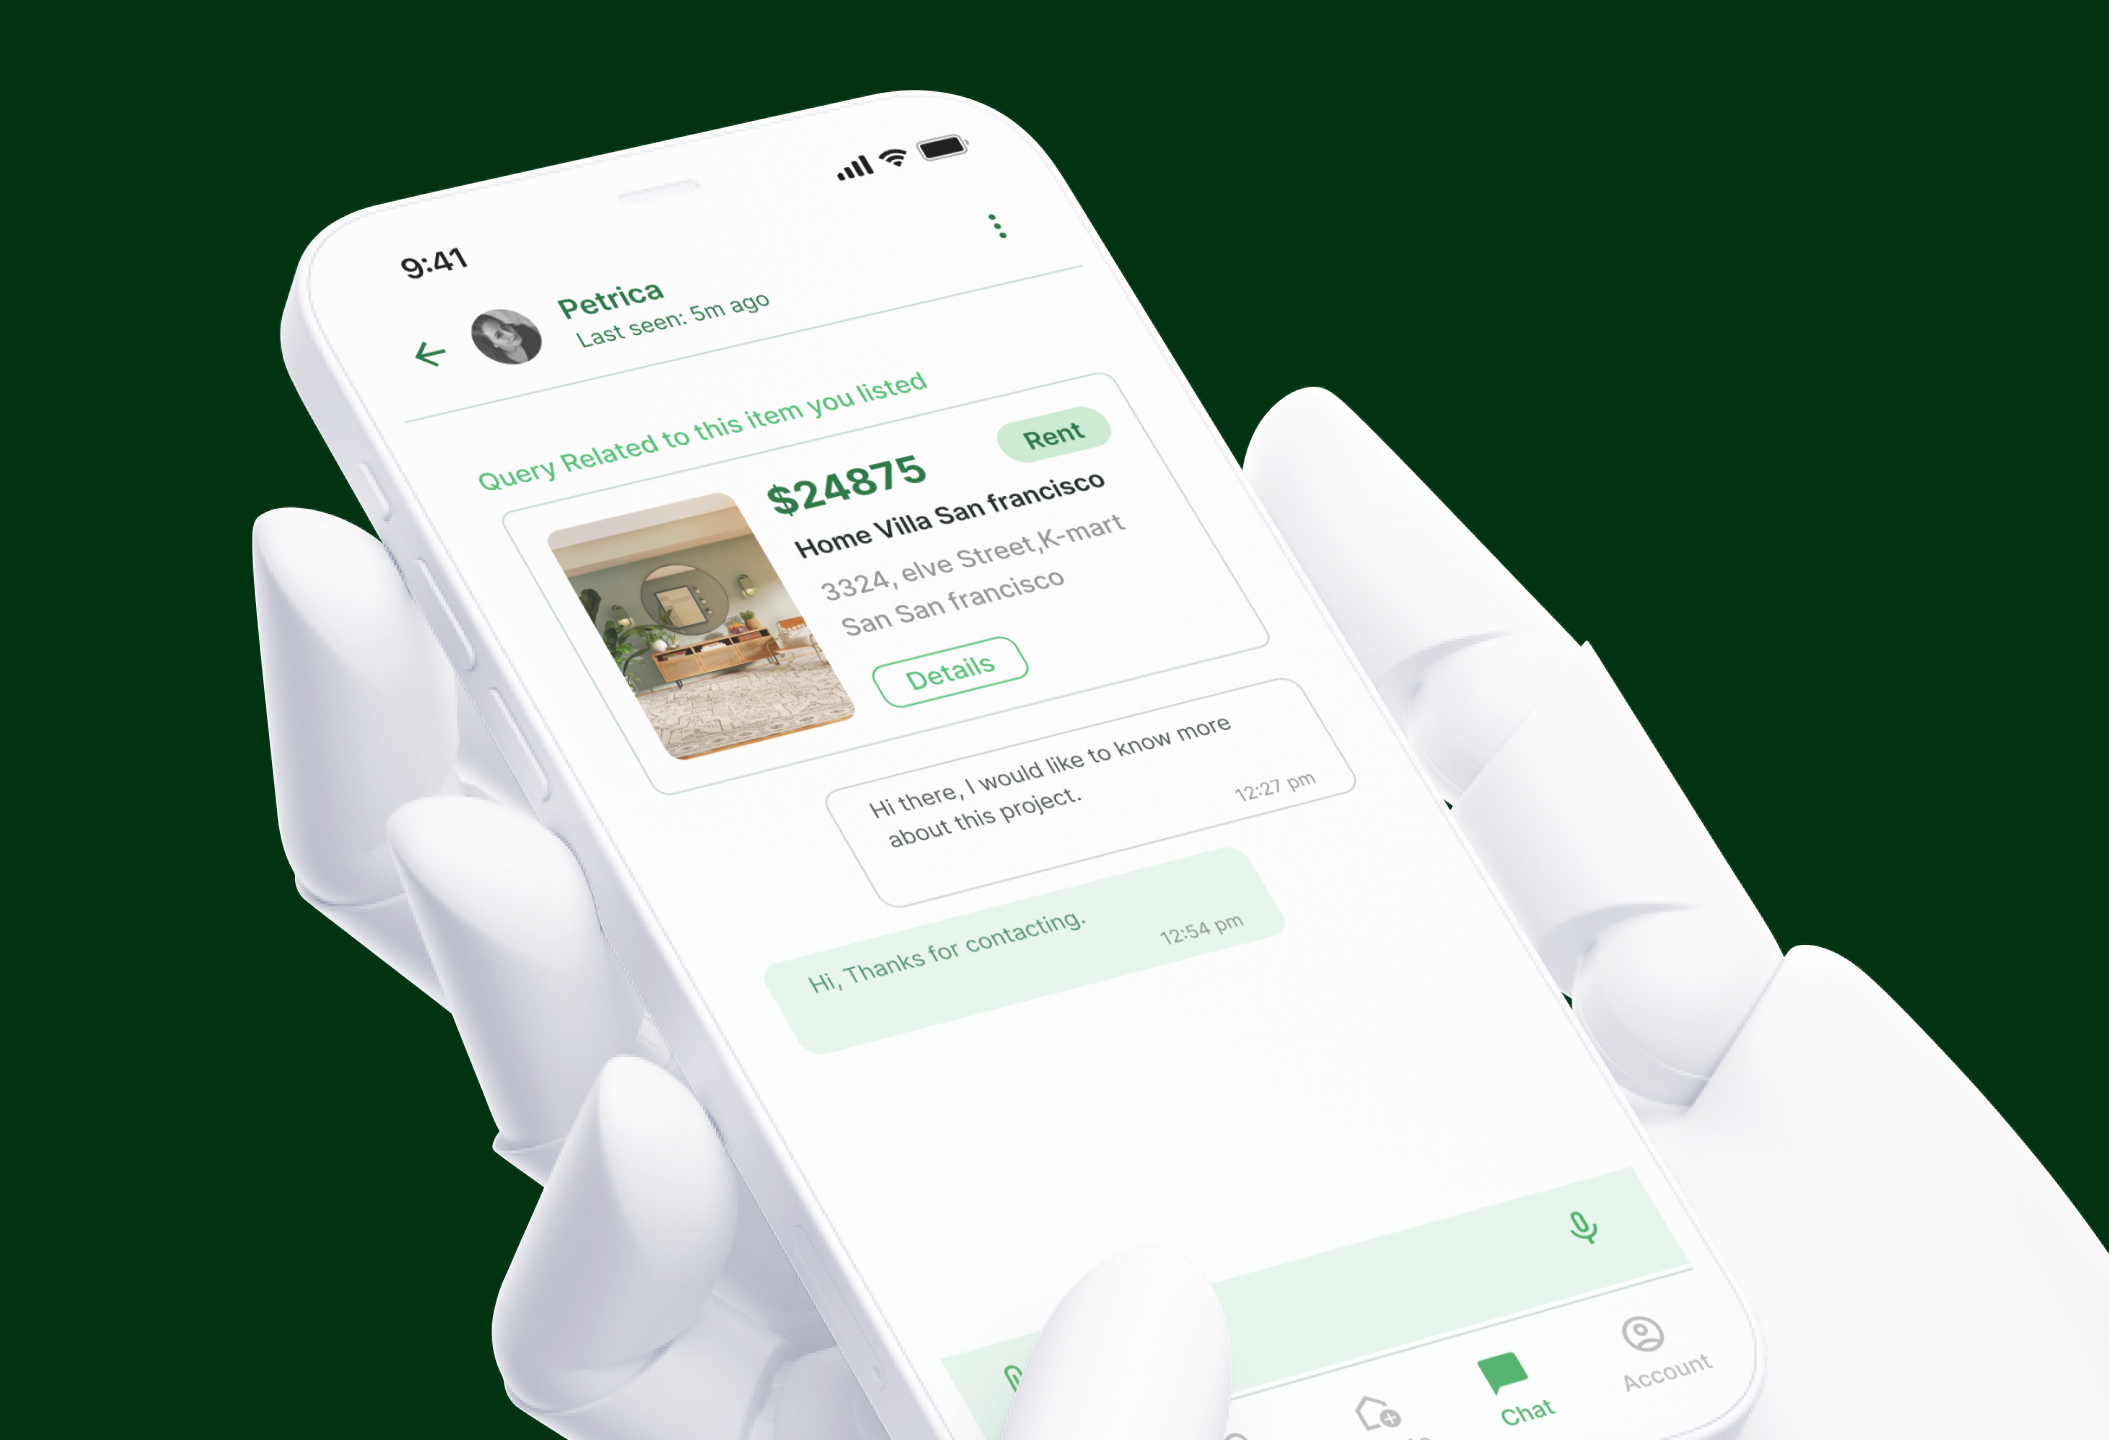 9:41
Petrica
Last seen: 5m ago
Query Related to this item you listed
$24875
Rent
Home Villa San francisco
3324, elve Street,K-mart
San San francisco
Details
Hi there, I would like to know more
about this project.
12:27 pm
Hi, Thanks for contacting.
12:54 pm
Chat
Account